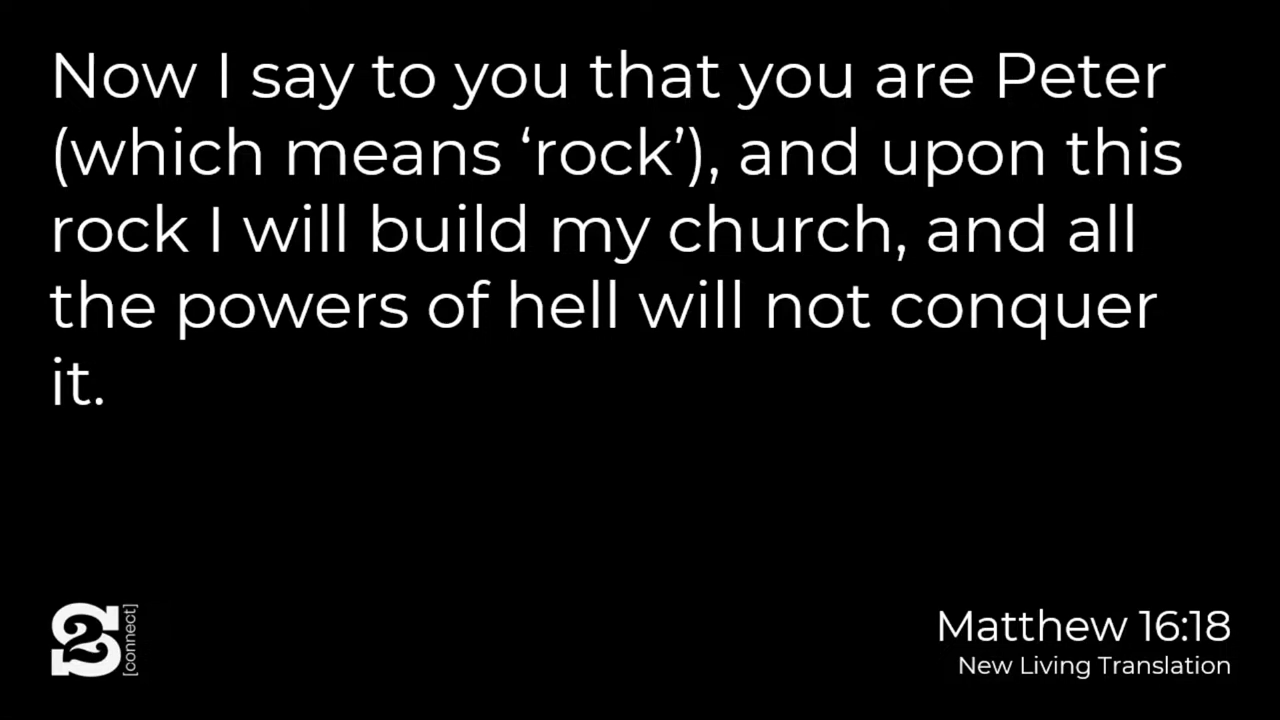 Now I say to you that you are Peter
(which means ‘rock’), and upon this
rock I will build my church, and all
the powers of hell will not conquer
it.
S2
[connect]
Matthew 16:18
New Living Translation